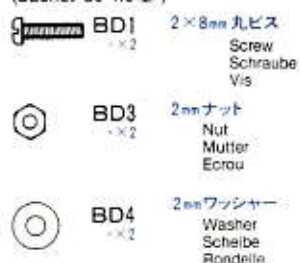 BD1 2×8mm丸ビス
×2 Screw
Schraube
Vis
BD3 2mmナット
×2 Nut
Mutter
Ecrou
BD4 2mmワッシャー
×2 Washer
Scheibe
Rondelle